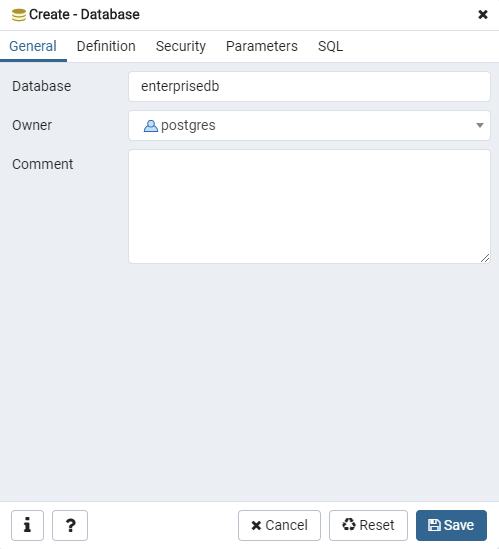 Create - Database
General Definition Security Parameters SQL
Database enterprisedb
Owner postgres
Comment
i ? Cancel Reset Save